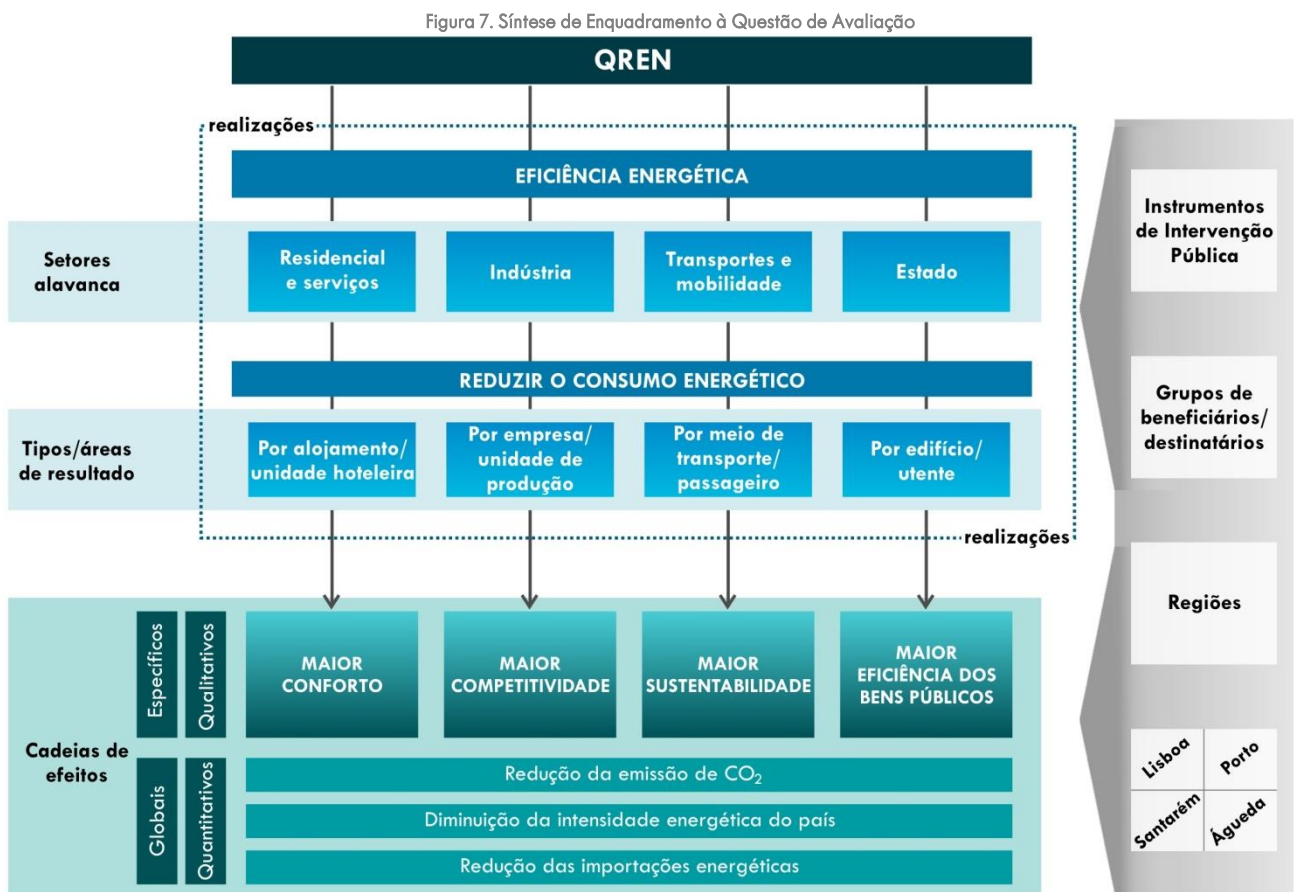 Figura 7. Síntese de Enquadramento à Questão de Avaliação
QREN
realizações
EFICIÊNCIA ENERGÉTICA
Setores
alavanca
Residencial
e serviços
Indústria
Transportes e
mobilidade
Estado
REDUZIR O CONSUMO ENERGÉTICO
Tipos/áreas
de resultado
Por alojamento/
unidade hoteleira
Por empresa/
unidade de
produção
Por meio de
transporte/
passageiro
Por edifício/
utente
realizações
Cadeias de
efeitos
Específicos
Qualitativos
MAIOR
CONFORTO
MAIOR
COMPETITIVIDADE
MAIOR
SUSTENTABILIDADE
MAIOR
EFICIÊNCIA DOS
BENS PÚBLICOS
Globais
Quantitativos
Redução da emissão de CO₂
Diminuição da intensidade energética do país
Redução das importações energéticas
Instrumentos
de Intervenção
Pública
Grupos de
beneficiários/
destinatários
Regiões
Lisboa
Porto
Santarém
Águeda